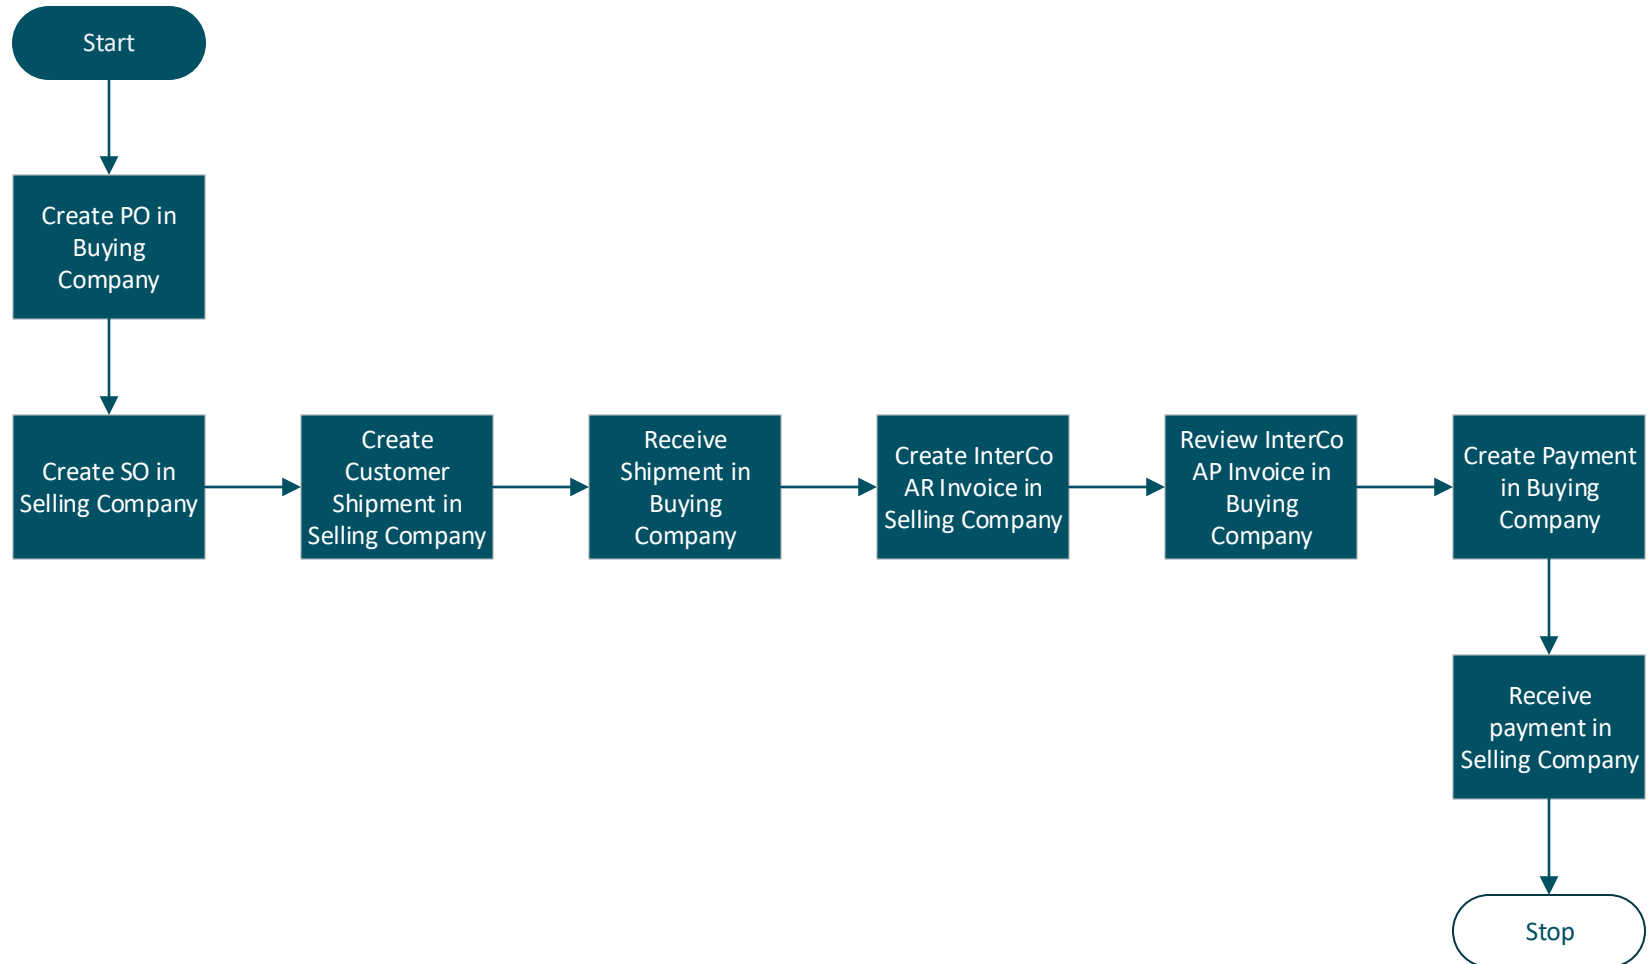 Start
Create PO in
Buying
Company
Create SO in
Selling Company
Create
Customer
Shipment in
Selling Company
Receive
Shipment in
Buying
Company
Create InterCo
AR Invoice in
Selling Company
Review InterCo
AP Invoice in
Buying
Company
Create Payment
in Buying
Company
Receive
payment in
Selling Company
Stop